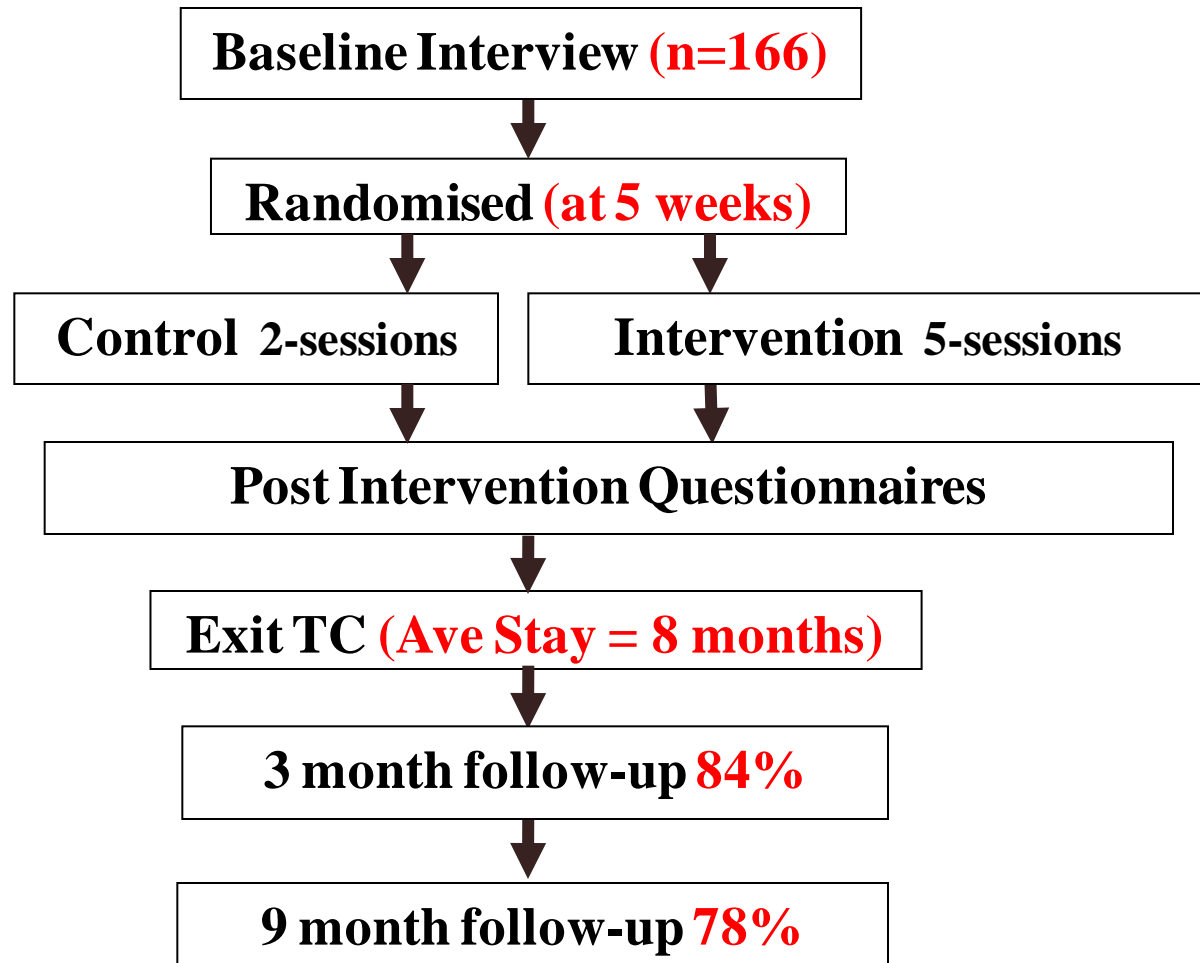 Baseline Interview (n=166)
Randomised (at 5 weeks)
Control 2-sessions
Intervention 5-sessions
Post Intervention Questionnaires
Exit TC (Ave Stay = 8 months)
3 month follow-up 84%
9 month follow-up 78%